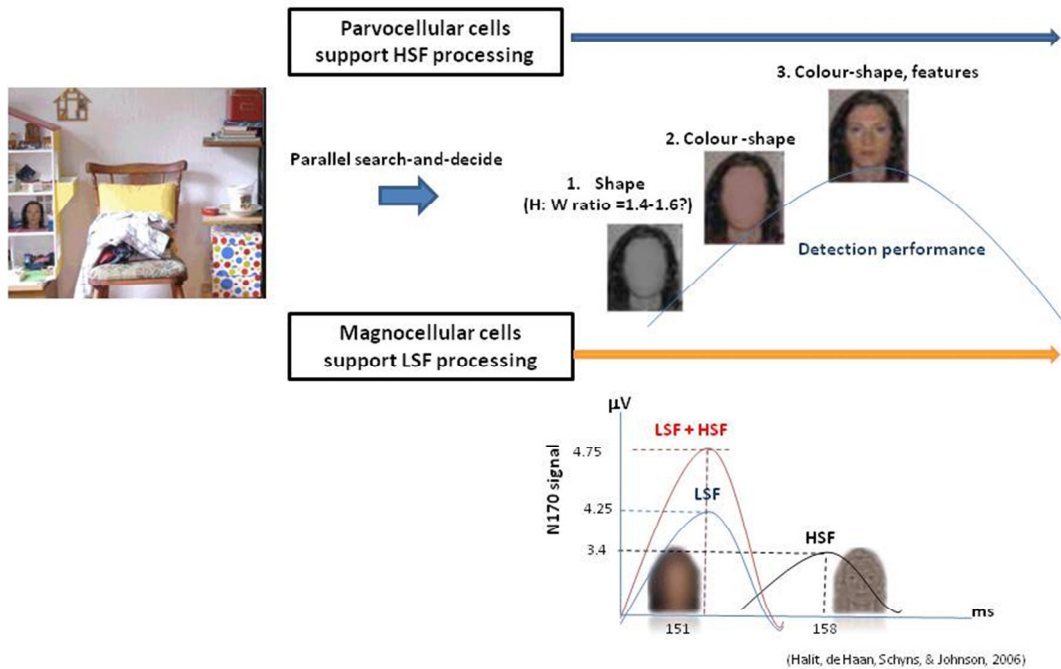 Parvocellular cells
support HSF processing
3. Colour-shape, features
2. Colour -shape
Parallel search-and-decide
1. Shape
(H: W ratio =1.4-1.6?)
Detection performance
Magnocellular cells
support LSF processing
µV
LSF + HSF
4.75
N170 signal
LSF
4.25
HSF
3.4
ms
151
158
(Halit, de Haan, Schyns, & Johnson, 2006)